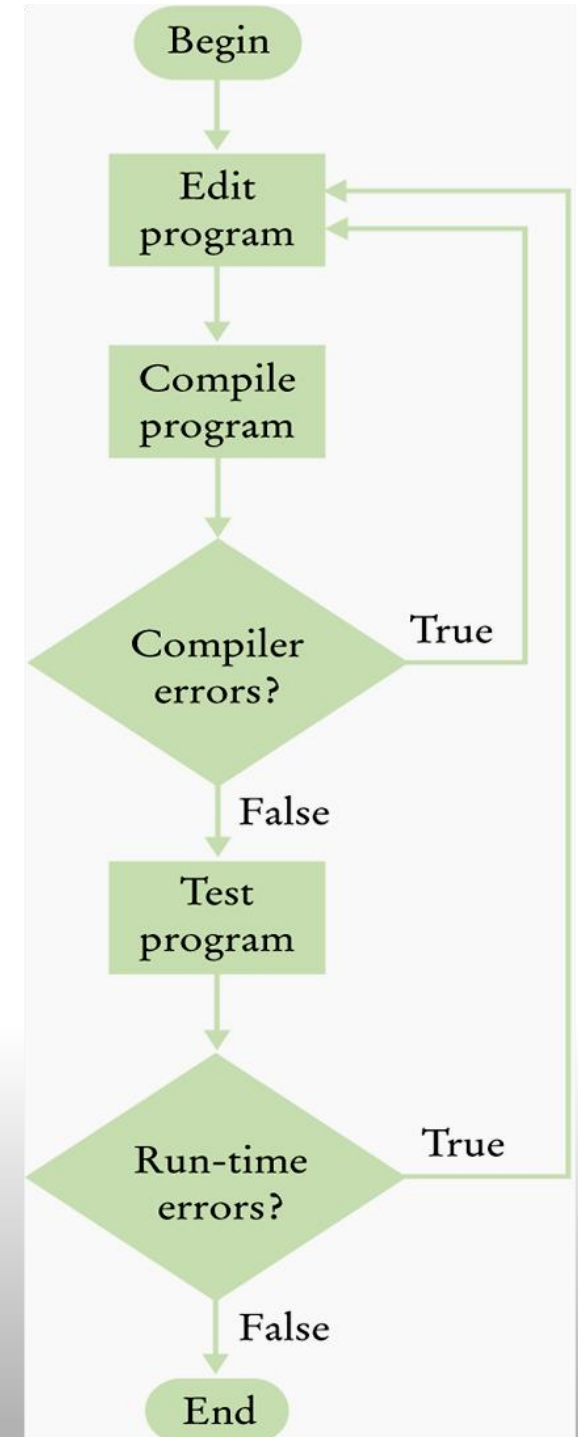 Begin
Edit
program
Compile
program
Compiler
errors?
True
False
Test
program
Run-time
errors?
True
False
End